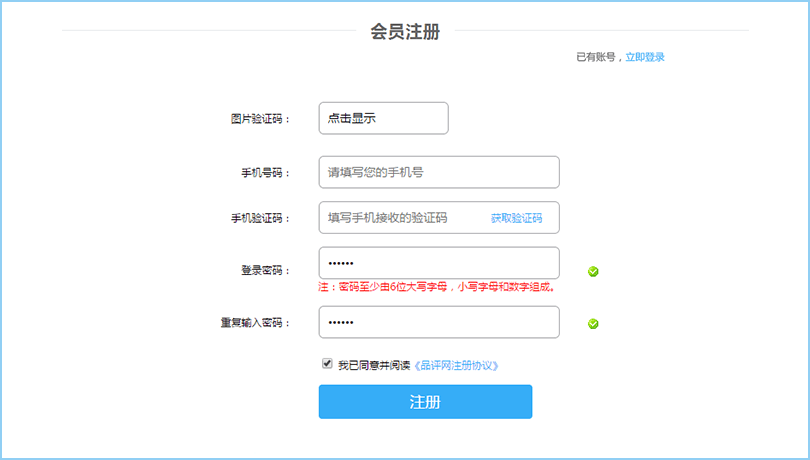 会员注册
已有账号，立即登录
图片验证码： 点击显示
手机号码： 请填写您的手机号
手机验证码： 填写手机接收的验证码 获取验证码
登录密码： ••••••
注：密码至少由6位大写字母，小写字母和数字组成。
重复输入密码： ••••••
我已同意并阅读《品评网注册协议》
注册